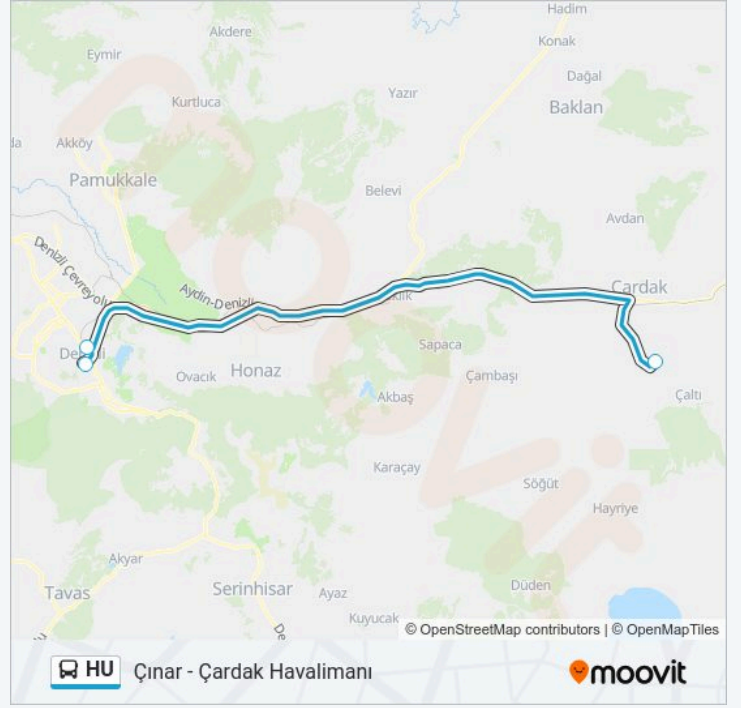 Hadim
Akdere
Konak
Eymir
Dağal
Yazır
Kurtluca
Baklan
Akköy
Pamukkale
Belevi
Avdan
Denizli Çevreyolu
Aydin-Denizli
Çardak
Sapaca
Honaz
Ovacık
Çambaşı
Akbaş
Çaltı
Karaçay
Söğüt
Hayriye
Akyar
Düden
Tavas
Serinhisar
Ayaz
Kuyucak
© OpenStreetMap contributors | © OpenMapTiles
HU Çınar - Çardak Havalimanı moovit